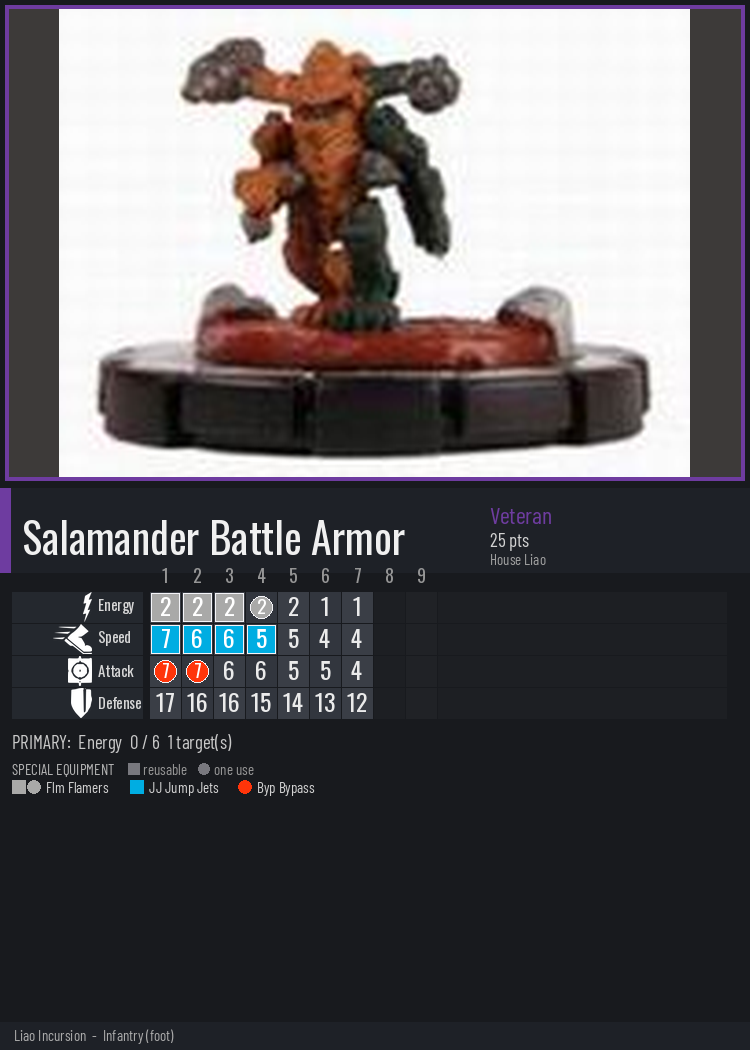 Salamander Battle Armor
Veteran
25 pts
House Liao
1 2 3 4 5 6 7 8 9
Energy 2 2 2 2 2 1 1
Speed 7 6 6 5 5 4 4
Attack 7 7 6 6 5 5 4
Defense 17 16 16 15 14 13 12
PRIMARY: Energy 0 / 6 1 target(s)
SPECIAL EQUIPMENT reusable one use
Flm Flamers JJ Jump Jets Byp Bypass
Liao Incursion - Infantry (foot)